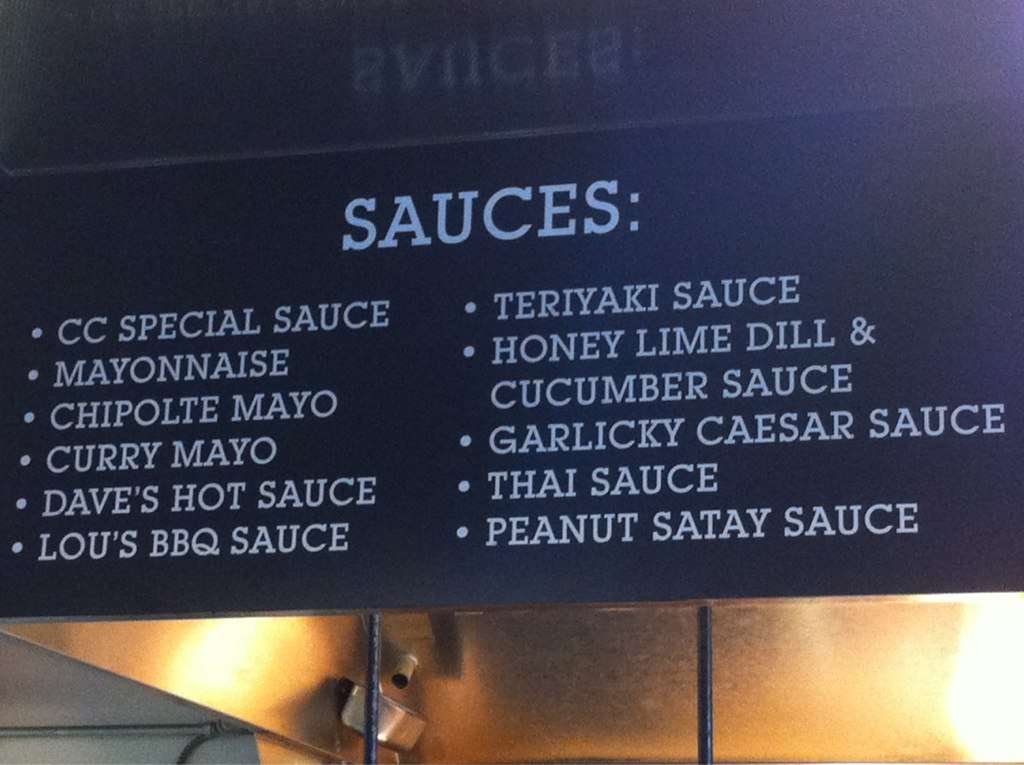 SAUCES:
• CC SPECIAL SAUCE
• MAYONNAISE
• CHIPOLTE MAYO
• CURRY MAYO
• DAVE'S HOT SAUCE
• LOU'S BBQ SAUCE
• TERIYAKI SAUCE
• HONEY LIME DILL &
CUCUMBER SAUCE
• GARLICKY CAESAR SAUCE
• THAI SAUCE
• PEANUT SATAY SAUCE